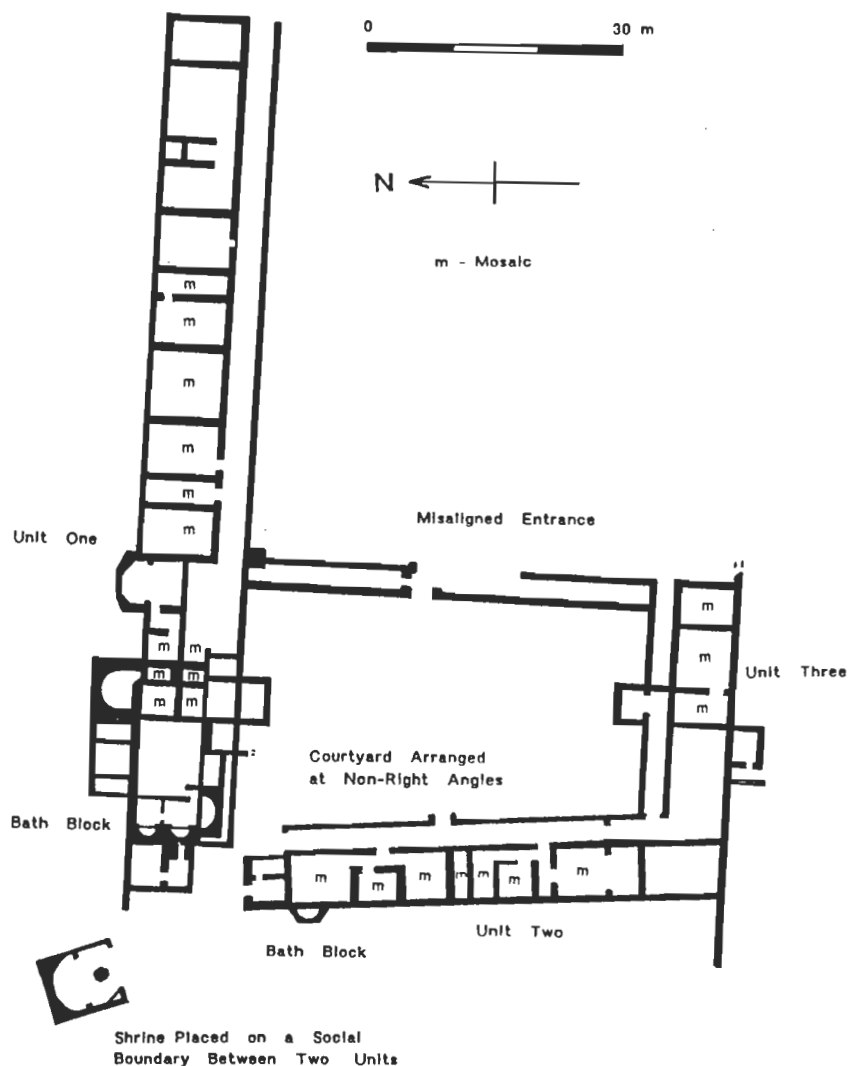 0 30 m
N
m - Mosaic
m
m
m
m
m
Misaligned Entrance
m
Unit One
m
m m
m
Unit Three
m m
m m
m
Courtyard Arranged
at Non-Right Angles
Bath Block
m m m m m m m
Unit Two
Bath Block
Shrine Placed on a Social
Boundary Between Two Units